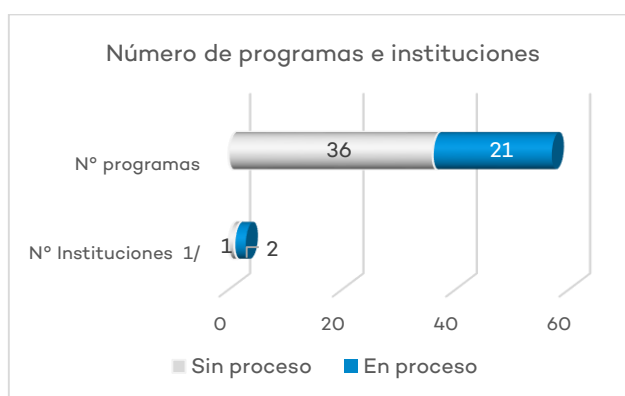 Número de programas e instituciones
N° programas
36
21
N° Instituciones 1/
1
2
0
20
40
60
Sin proceso
En proceso